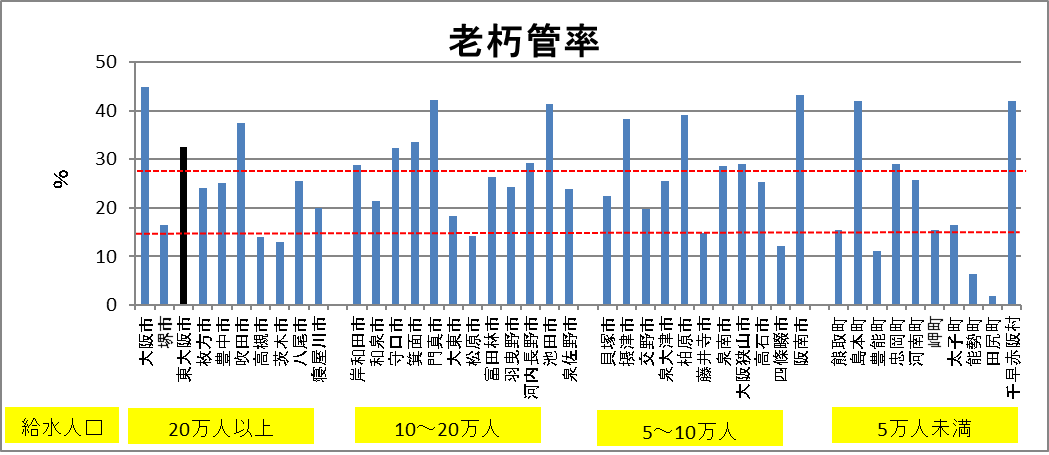 老朽管率
%
50
40
30
20
10
0
大阪市
堺市
東大阪市
枚方市
豊中市
吹田市
高槻市
茨木市
八尾市
寝屋川市
岸和田市
和泉市
守口市
箕面市
門真市
大東市
松原市
富田林市
羽曳野市
河内長野市
池田市
泉佐野市
貝塚市
摂津市
交野市
泉大津市
柏原市
藤井寺市
泉南市
大阪狭山市
高石市
四條畷市
阪南市
熊取町
島本町
豊能町
忠岡町
河南町
岬町
太子町
能勢町
田尻町
千早赤阪村
給水人口
20万人以上
10～20万人
5～10万人
5万人未満